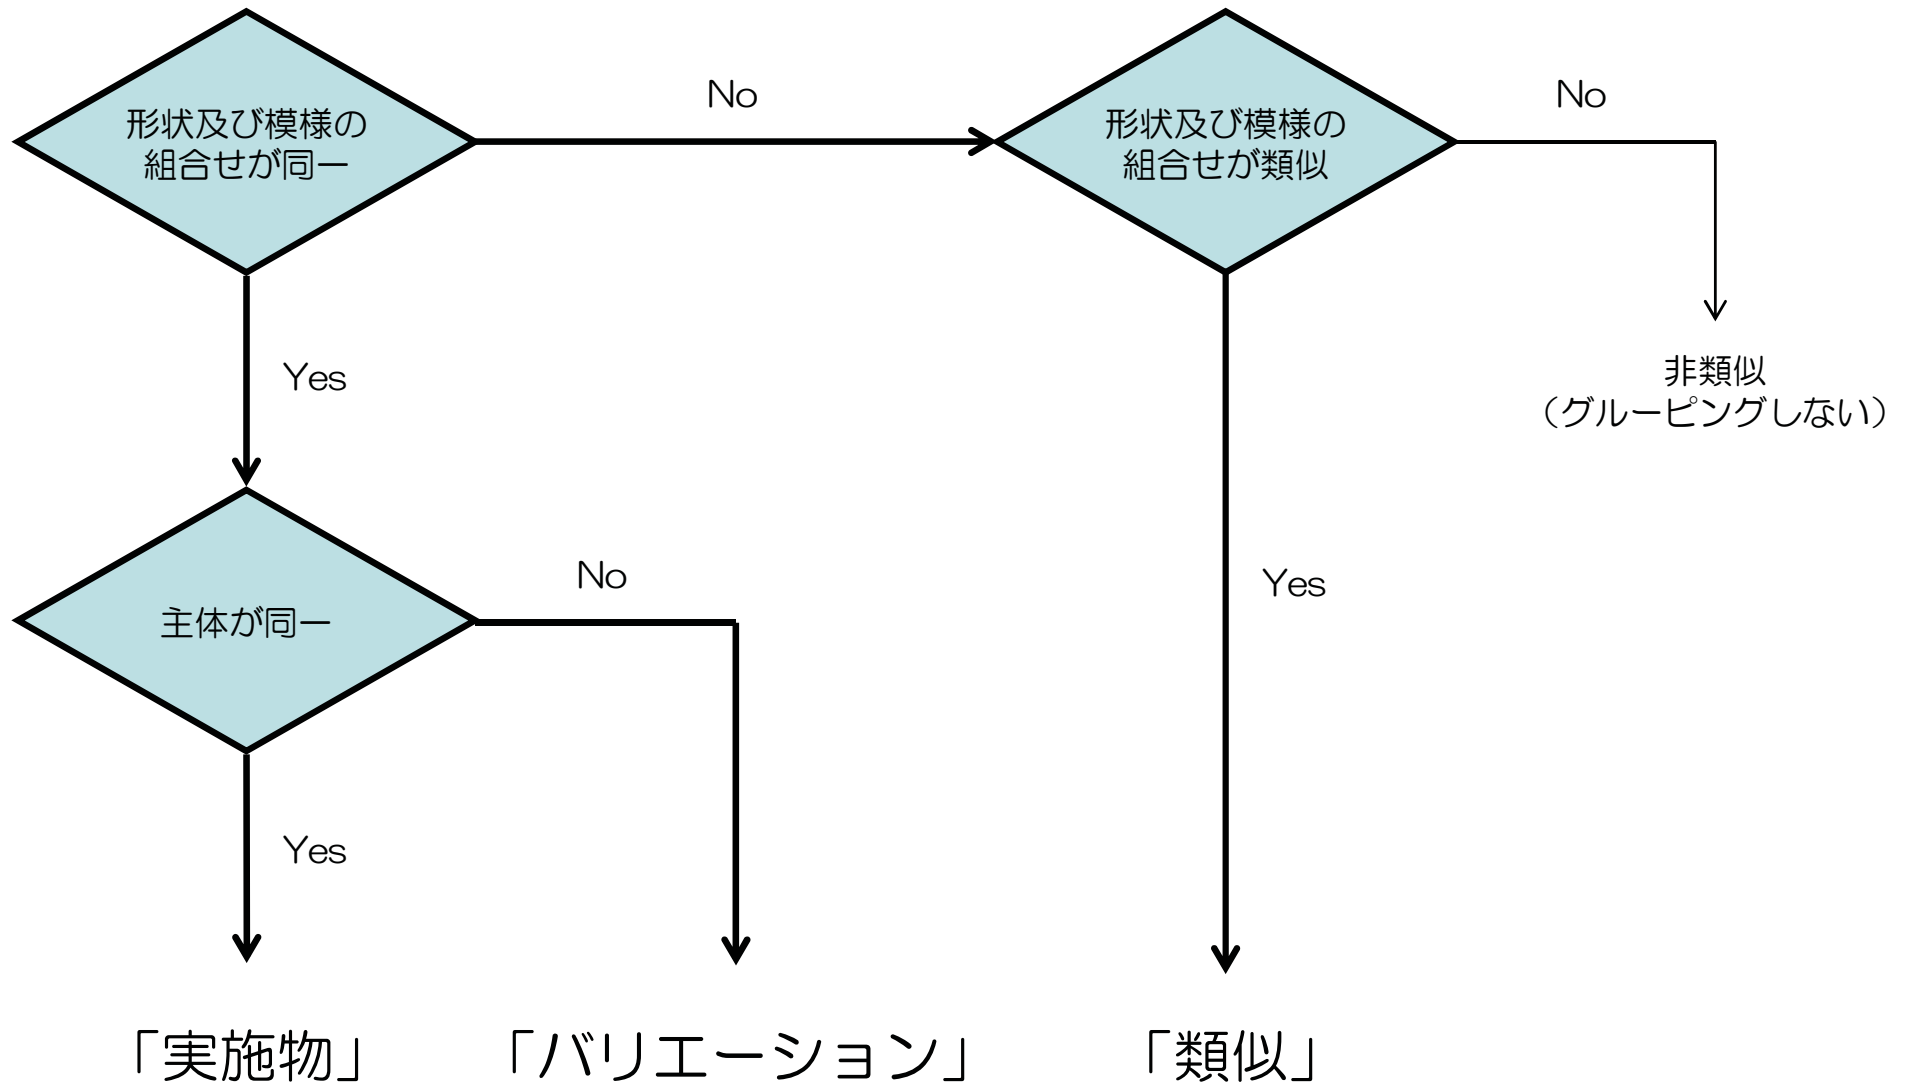 形状及び模様の
組合せが同一
No
形状及び模様の
組合せが類似
No
Yes
非類似
（グルーピングしない）
主体が同一
No
Yes
Yes
「実施物」
「バリエーション」
「類似」